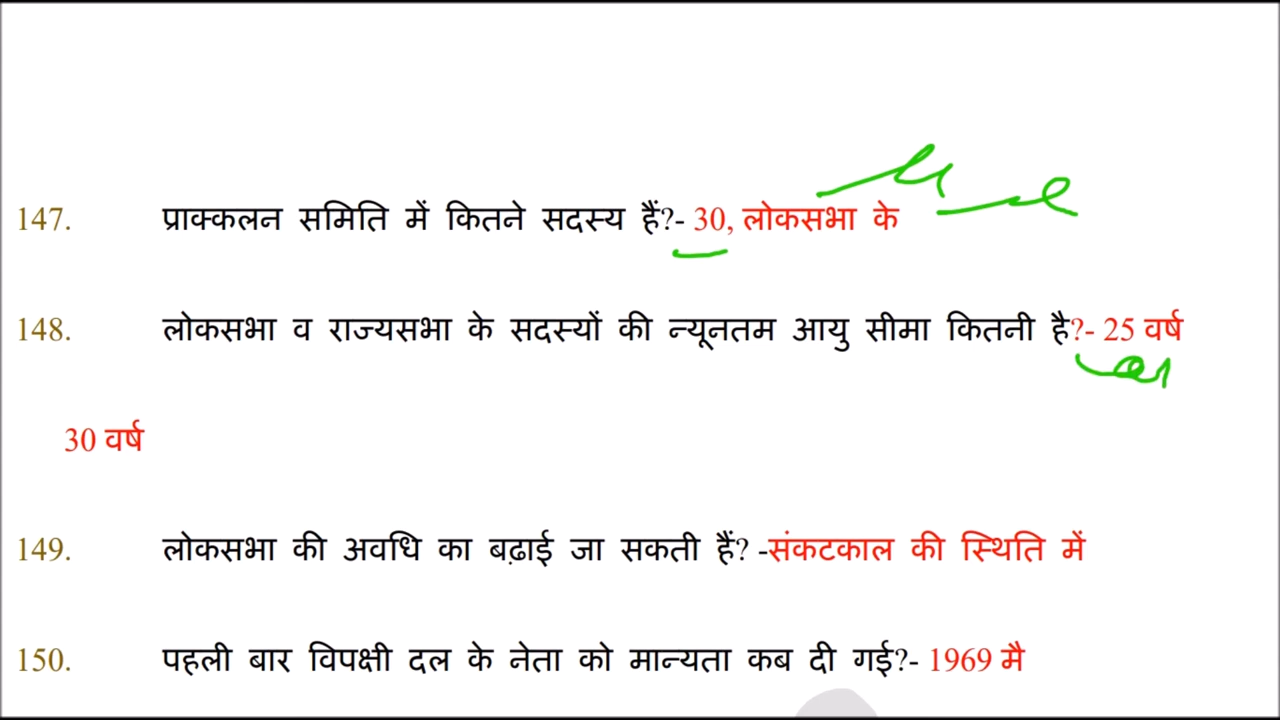 147. प्राक्कलन समिति में कितने सदस्य हैं?- 30, लोकसभा के
148. लोकसभा व राज्यसभा के सदस्यों की न्यूनतम आयु सीमा कितनी है?- 25 वर्ष
30 वर्ष
149. लोकसभा की अवधि का बढ़ाई जा सकती हैं? -संकटकाल की स्थिति में
150. पहली बार विपक्षी दल के नेता को मान्यता कब दी गई?- 1969 मै